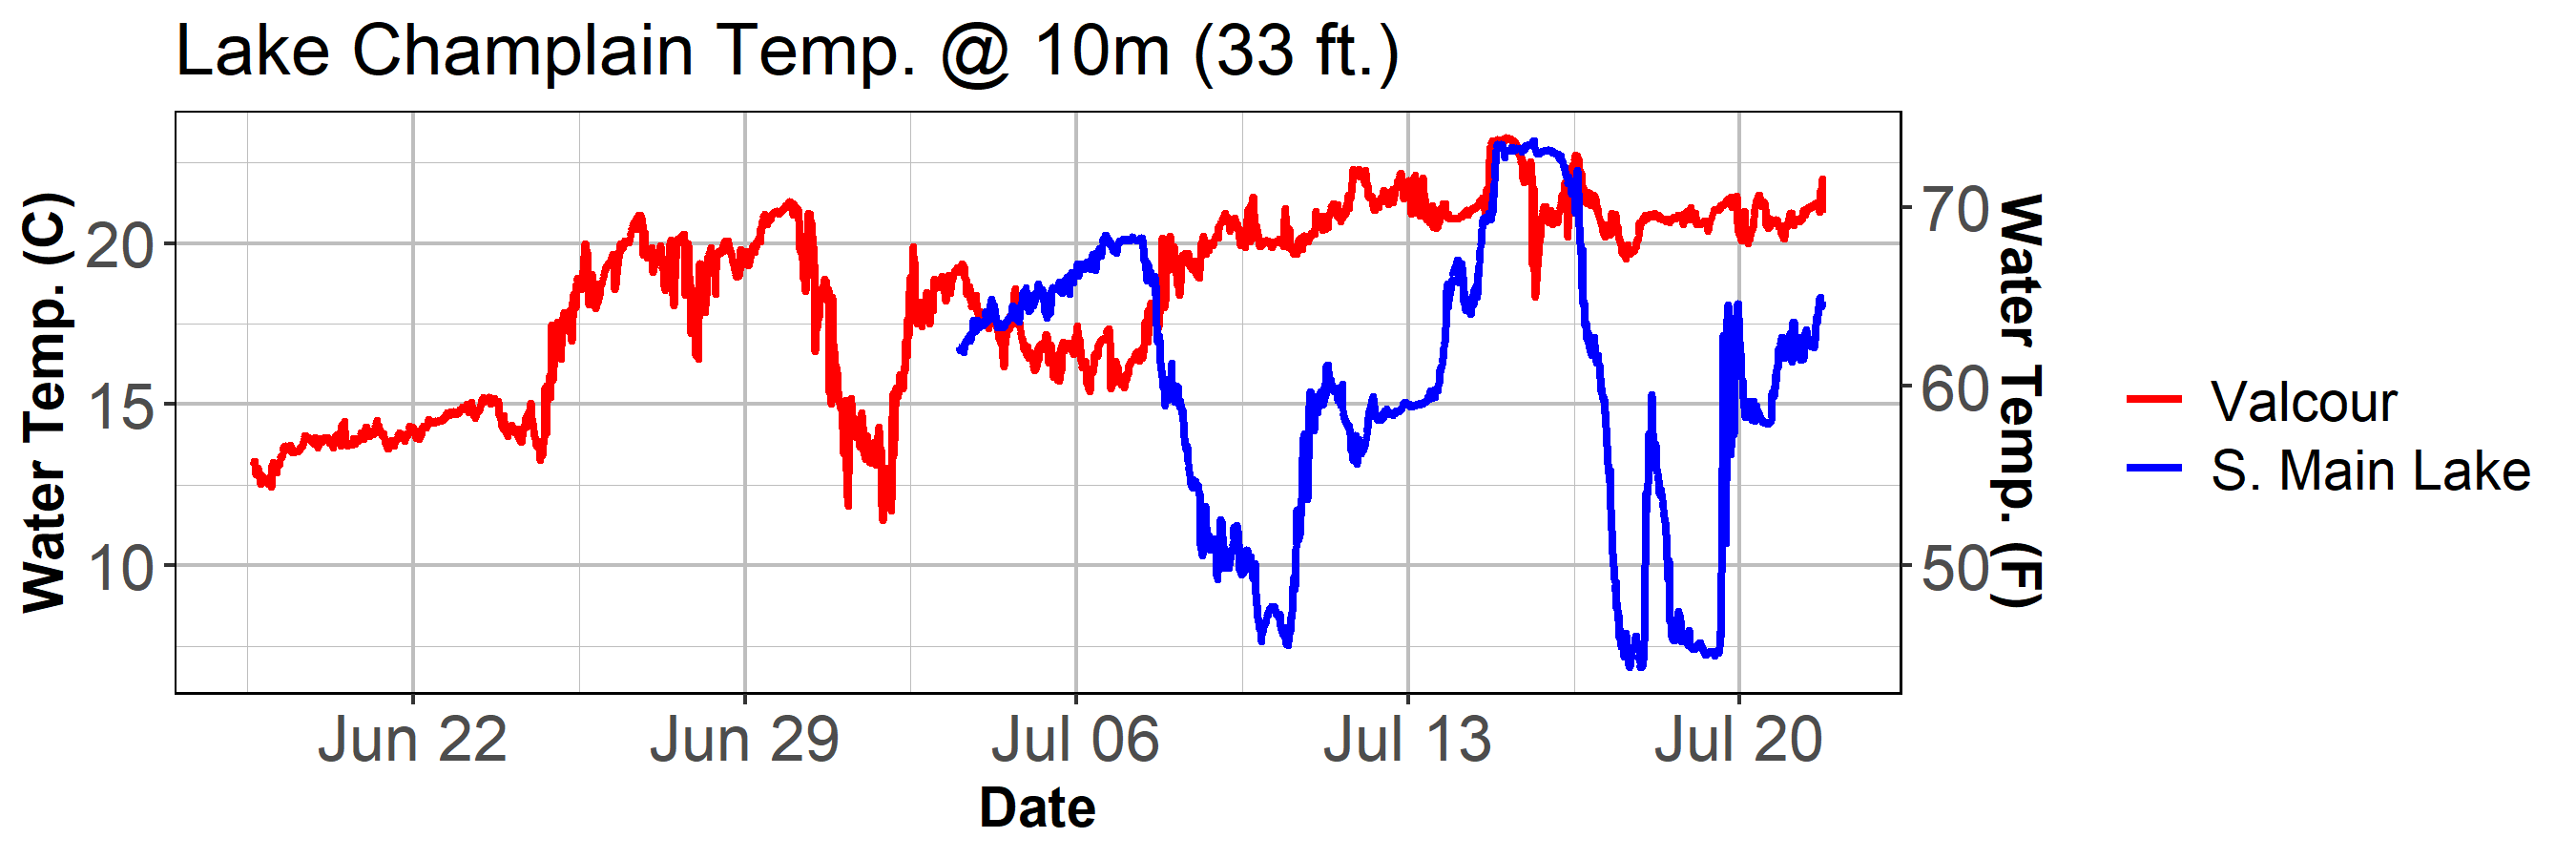 Lake Champlain Temp. @ 10m (33 ft.)
Water Temp. (C)
20
15
10
70
60
50
Water Temp. (F)
Jun 22
Jun 29
Jul 06
Jul 13
Jul 20
Date
Valcour
S. Main Lake